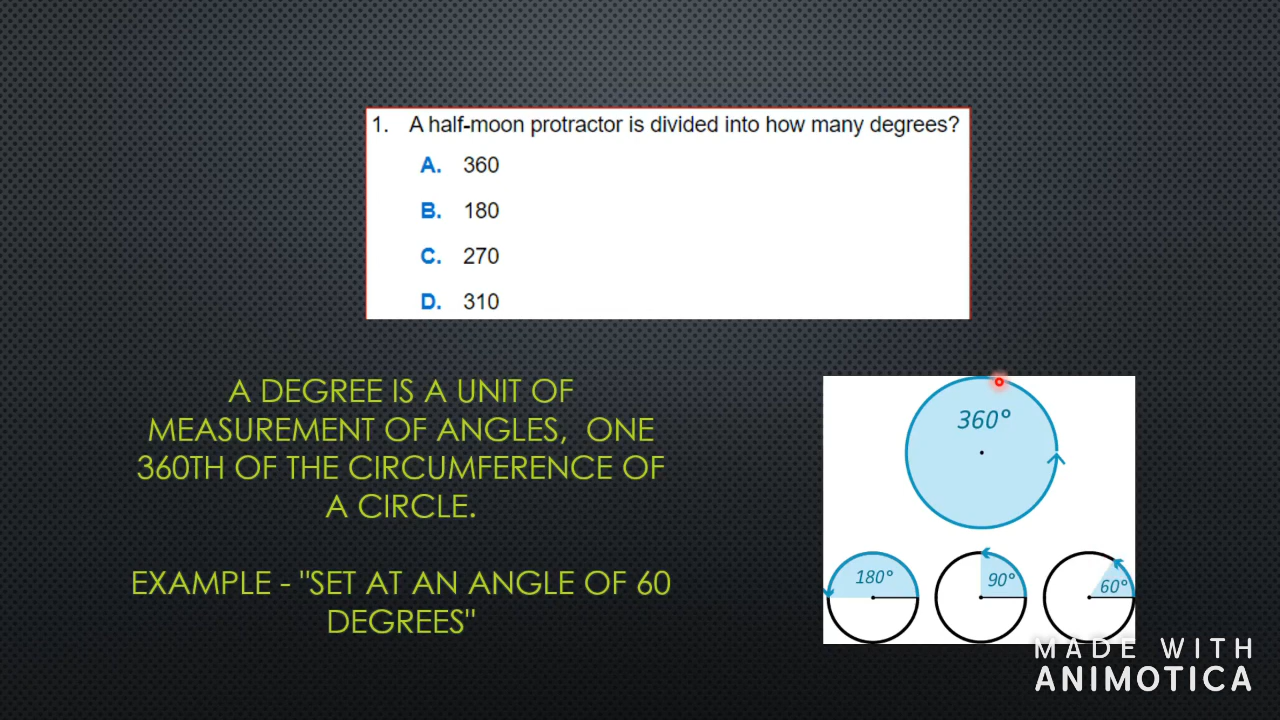 1. A half-moon protractor is divided into how many degrees?
A. 360
B. 180
C. 270
D. 310
A DEGREE IS A UNIT OF
MEASUREMENT OF ANGLES, ONE
360TH OF THE CIRCUMFERENCE OF
A CIRCLE.
EXAMPLE - "SET AT AN ANGLE OF 60
DEGREES"
360°
180°
90°
60°
MADE WITH
ANIMOTICA